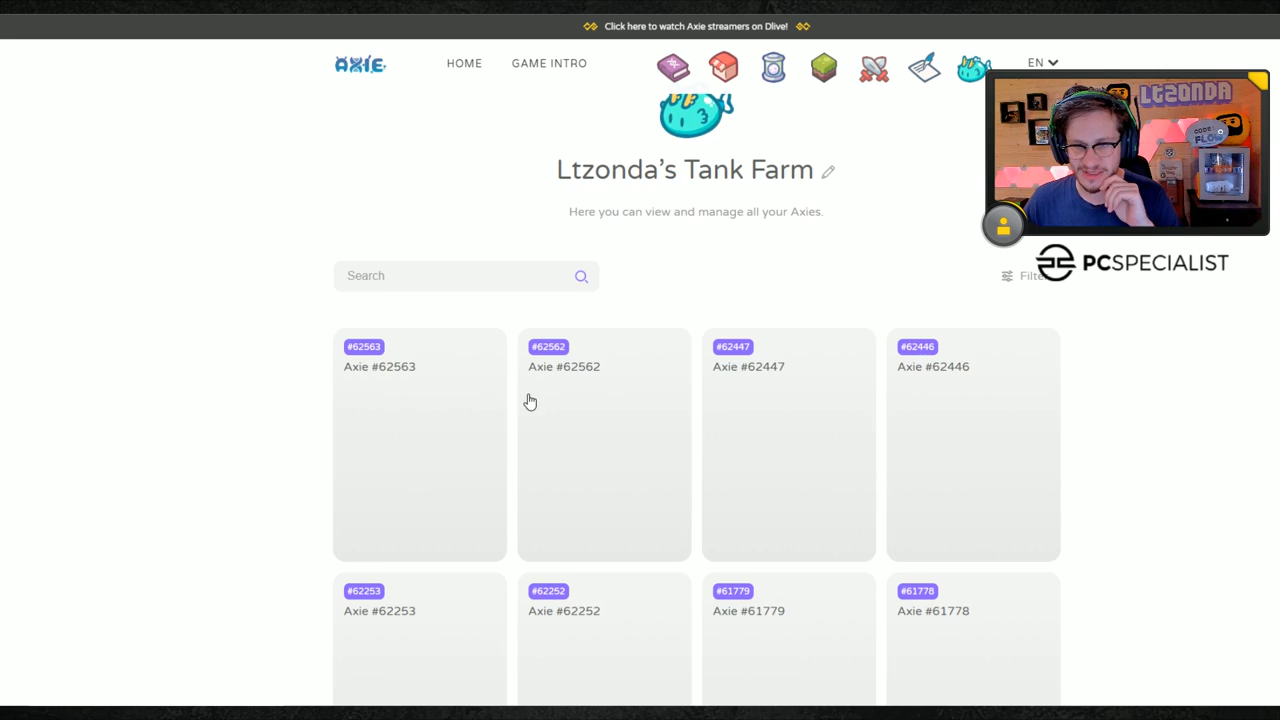 Click here to watch Axie streamers on Dlive!
AXIE
HOME
GAME INTRO
EN
LTZONDA
CODE
FLOW
Ltzonda’s Tank Farm
Here you can view and manage all your Axies.
PCSPECIALIST
Search
#62563
Axie #62563
#62562
Axie #62562
#62447
Axie #62447
#62446
Axie #62446
#62253
Axie #62253
#62252
Axie #62252
#61779
Axie #61779
#61778
Axie #61778